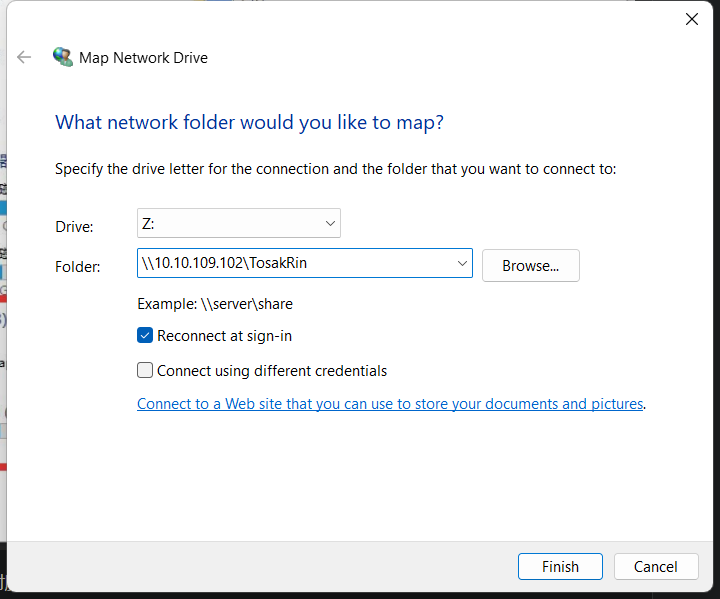 Map Network Drive
What network folder would you like to map?
Specify the drive letter for the connection and the folder that you want to connect to:
Drive: Z:
Folder: \\10.10.109.102\TosakRin Browse...
Example: \\server\share
Reconnect at sign-in
Connect using different credentials
Connect to a Web site that you can use to store your documents and pictures.
Finish Cancel